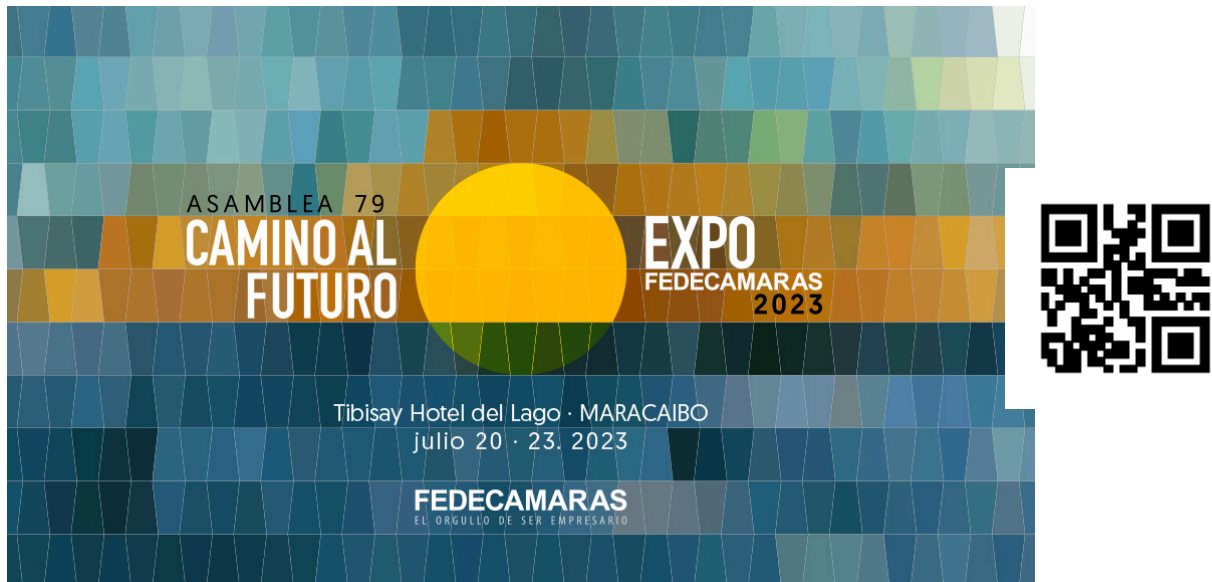 ASAMBLEA 79
CAMINO AL
FUTURO
EXPO
FEDECAMARAS
2023
Tibisay Hotel del Lago · MARACAIBO
julio 20 · 23. 2023
FEDECAMARAS
EL ORGULLO DE SER EMPRESARIO